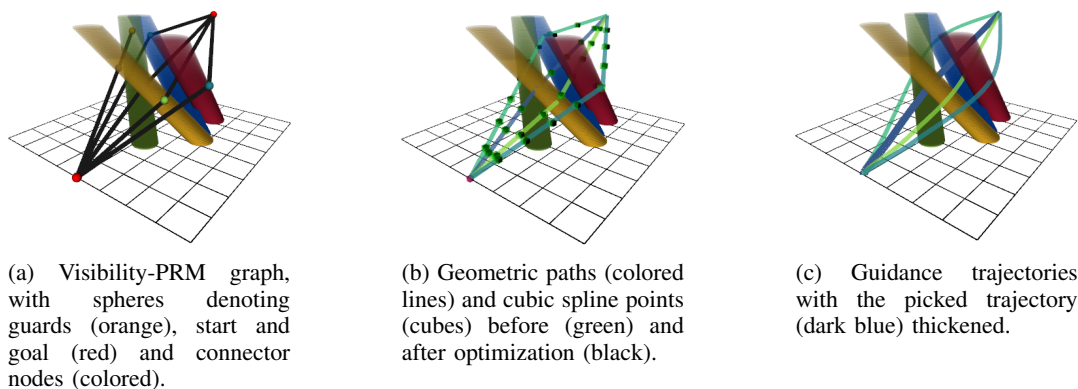 (a) Visibility-PRM graph,
with spheres denoting
guards (orange), start and
goal (red) and connector
nodes (colored).
(b) Geometric paths (colored
lines) and cubic spline points
(cubes) before (green) and
after optimization (black).
(c) Guidance trajectories
with the picked trajectory
(dark blue) thickened.